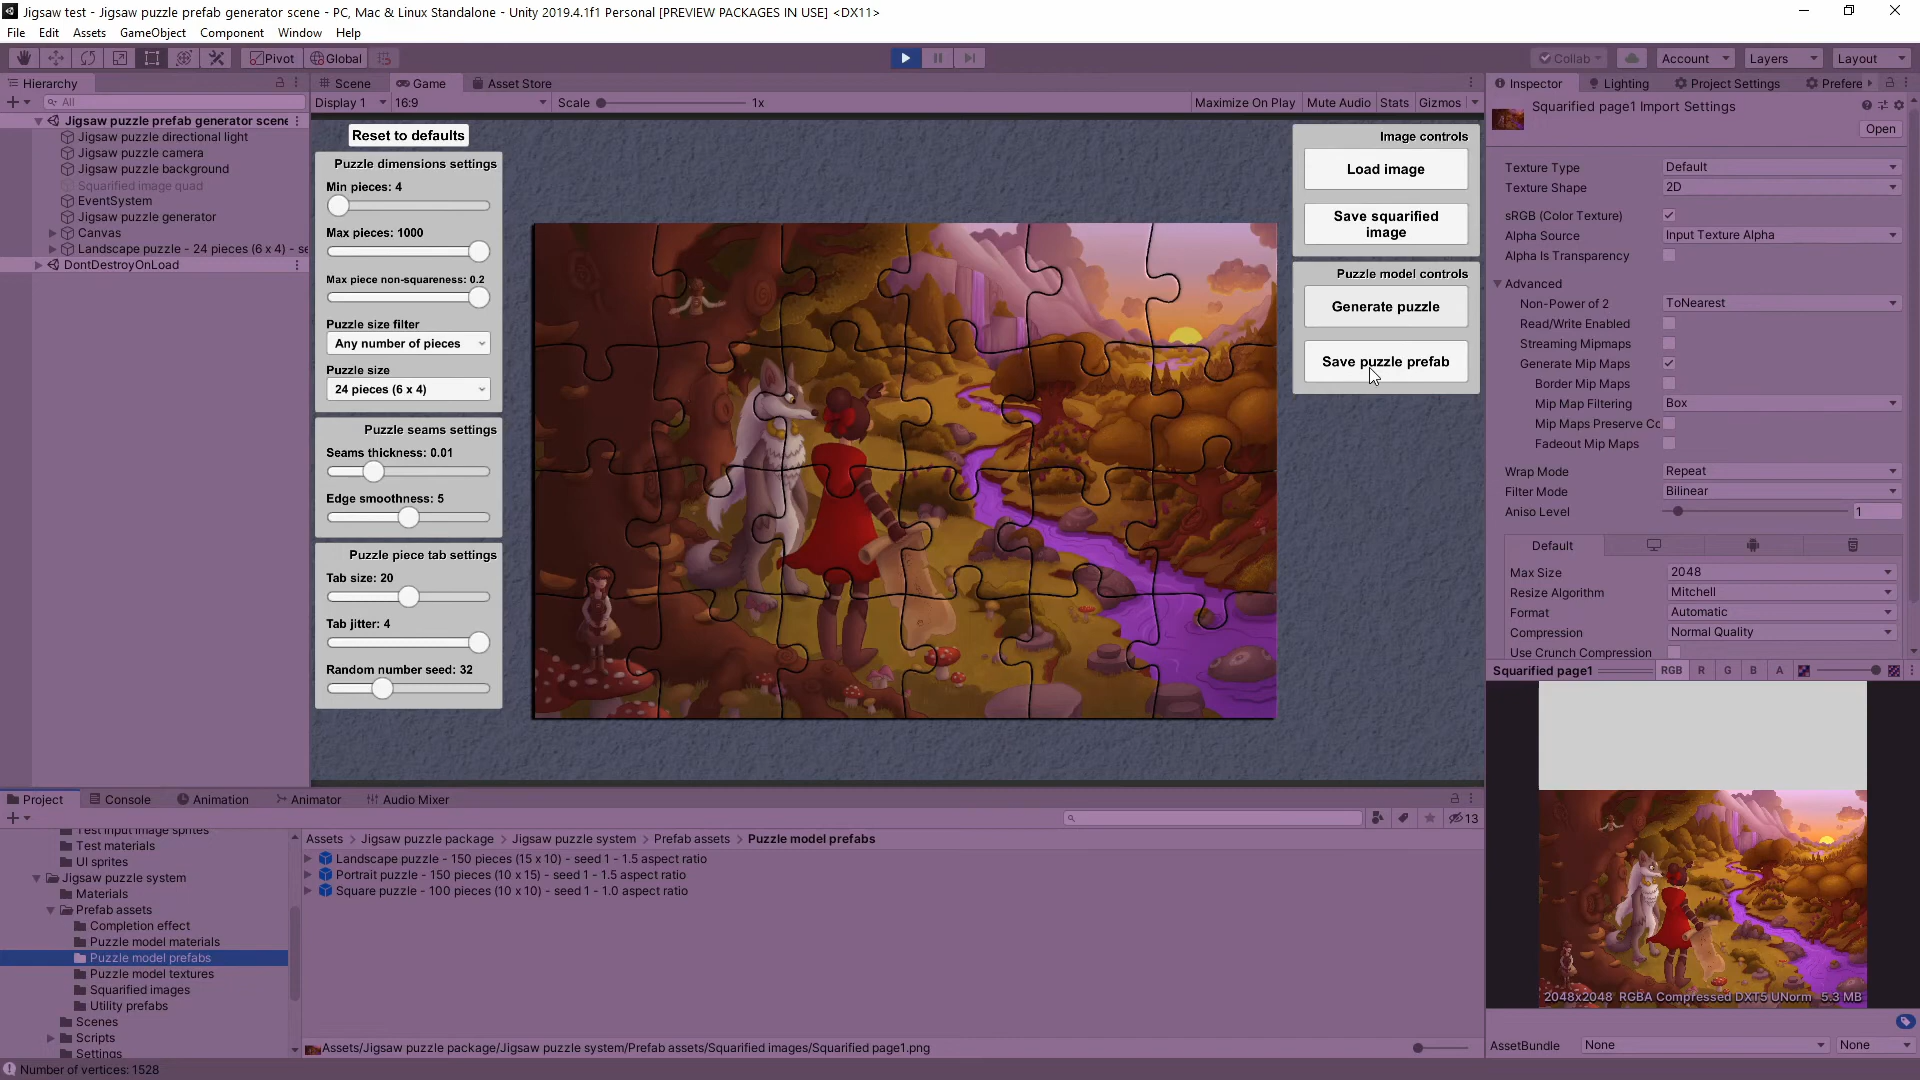 Jigsaw test - Jigsaw puzzle prefab generator scene - PC, Mac & Linux Standalone - Unity 2019.4.1f1 Personal [PREVIEW PACKAGES IN USE] <DX11>
File Edit Assets GameObject Component Window Help
Pivot Global Collab Account Layers Layout
Hierarchy
All
Jigsaw puzzle prefab generator scene
Jigsaw puzzle directional light
Jigsaw puzzle camera
Jigsaw puzzle background
Squarified image quad
EventSystem
Jigsaw puzzle generator
Canvas
Landscape puzzle - 24 pieces (6 x 4) - se
DontDestroyOnLoad
Scene Game Asset Store
Display 1 16:9 Scale 1x Maximize On Play Mute Audio Stats Gizmos
Reset to defaults
Puzzle dimensions settings
Min pieces: 4
Max pieces: 1000
Max piece non-squareness: 0.2
Puzzle size filter
Any number of pieces
Puzzle size
24 pieces (6 x 4)
Puzzle seams settings
Seams thickness: 0.01
Edge smoothness: 5
Puzzle piece tab settings
Tab size: 20
Tab jitter: 4
Random number seed: 32
Image controls
Load image
Save squarified
image
Puzzle model controls
Generate puzzle
Save puzzle prefab
Inspector Lighting Project Settings Prefere
Squarified page1 Import Settings
Open
Texture Type Default
Texture Shape 2D
sRGB (Color Texture)
Alpha Source Input Texture Alpha
Alpha Is Transparency
Advanced
Non-Power of 2 ToNearest
Read/Write Enabled
Streaming Mipmaps
Generate Mip Maps
Border Mip Maps
Mip Map Filtering Box
Mip Maps Preserve Co
Fadeout Mip Maps
Wrap Mode Repeat
Filter Mode Bilinear
Aniso Level 1
Default
Max Size 2048
Resize Algorithm Mitchell
Format Automatic
Compression Normal Quality
Use Crunch Compression
Squarified page1 RGB R G B A
2048x2048 RGBA Compressed DXT5 UNorm 5.3 MB
AssetBundle None None
Project Console Animation Animator Audio Mixer
13
Test input image sprites
Test materials
UI sprites
Jigsaw puzzle system
Materials
Prefab assets
Completion effect
Puzzle model materials
Puzzle model prefabs
Puzzle model textures
Squarified images
Utility prefabs
Scenes
Scripts
Settings
Assets > Jigsaw puzzle package > Jigsaw puzzle system > Prefab assets > Puzzle model prefabs
Landscape puzzle - 150 pieces (15 x 10) - seed 1 - 1.5 aspect ratio
Portrait puzzle - 150 pieces (10 x 15) - seed 1 - 1.5 aspect ratio
Square puzzle - 100 pieces (10 x 10) - seed 1 - 1.0 aspect ratio
Assets/Jigsaw puzzle package/Jigsaw puzzle system/Prefab assets/Squarified images/Squarified page1.png
Number of vertices: 1528